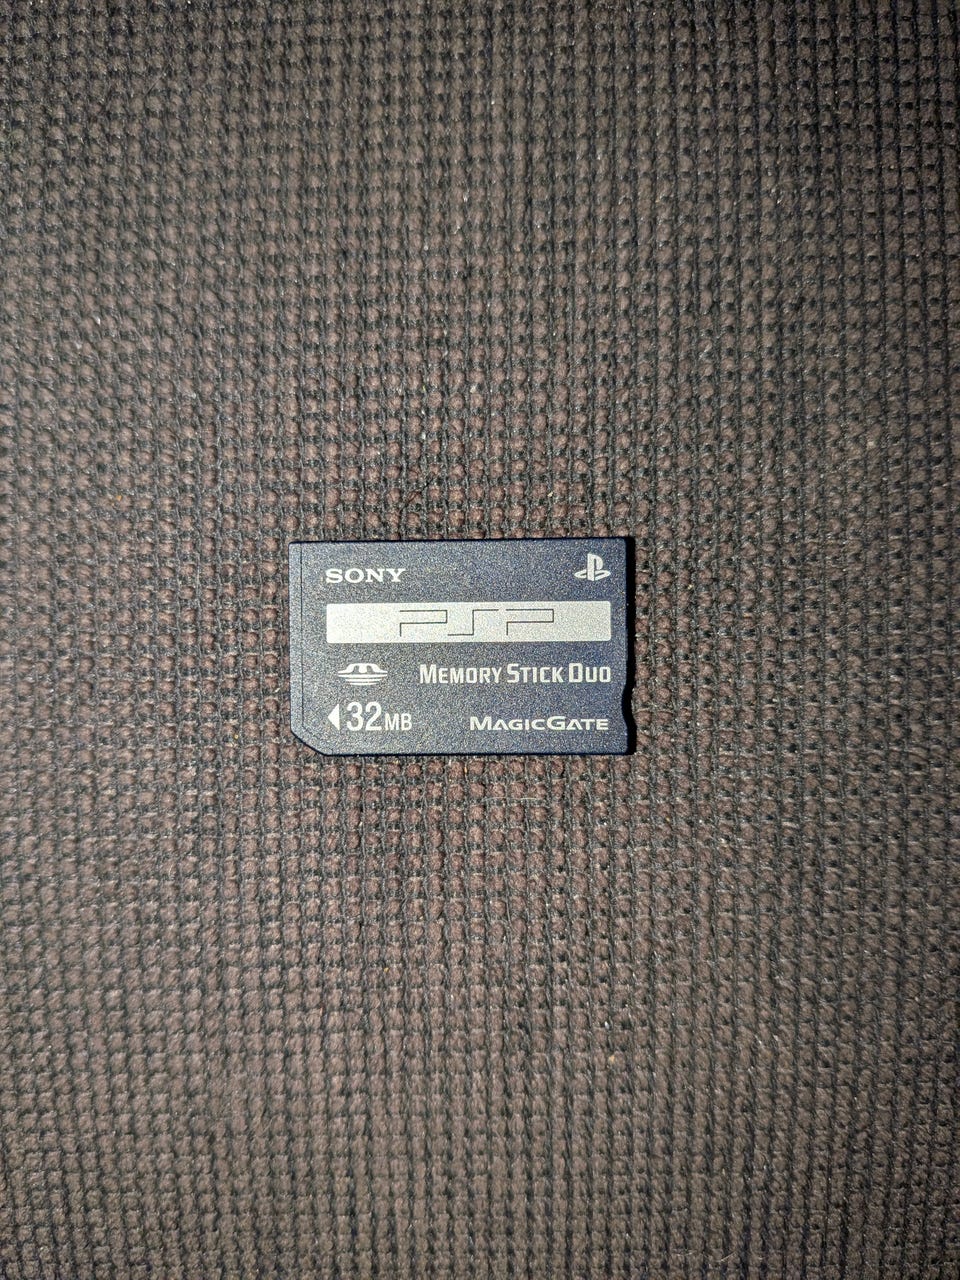 SONY
PSP
MEMORY STICK DUO
32MB
MAGICGATE